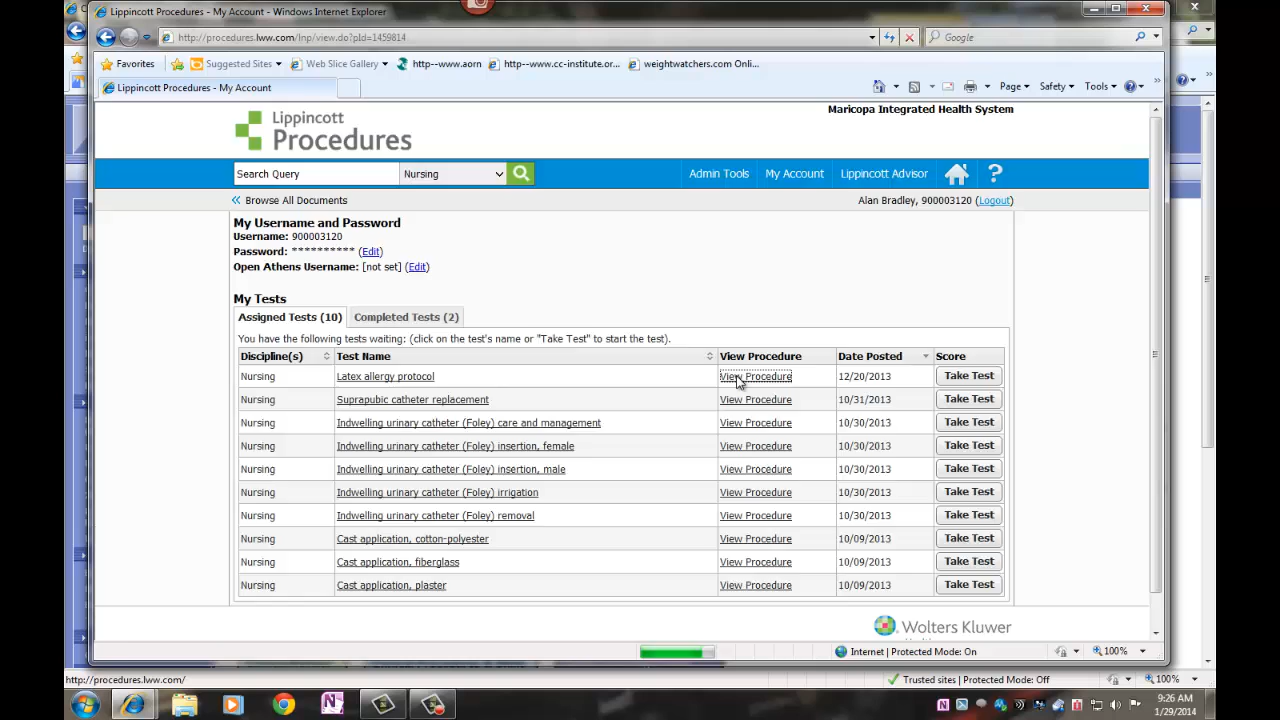 Lippincott Procedures - My Account - Windows Internet Explorer
http://procedures.lww.com/lnp/view.do?pId=1459814
Google
Favorites
Suggested Sites
Web Slice Gallery
http--www.aorn
http--www.cc-institute.or...
weightwatchers.com Onli...
Lippincott Procedures - My Account
Page
Safety
Tools
Maricopa Integrated Health System
Lippincott
Procedures
Search Query
Nursing
Admin Tools
My Account
Lippincott Advisor
?
« Browse All Documents
Alan Bradley, 900003120 (Logout)
My Username and Password
Username: 900003120
Password: ********** (Edit)
Open Athens Username: [not set] (Edit)
My Tests
Assigned Tests (10)
Completed Tests (2)
You have the following tests waiting: (click on the test's name or "Take Test" to start the test).
Discipline(s) Test Name View Procedure Date Posted Score
Nursing Latex allergy protocol View Procedure 12/20/2013 Take Test
Nursing Suprapubic catheter replacement View Procedure 10/31/2013 Take Test
Nursing Indwelling urinary catheter (Foley) care and management View Procedure 10/30/2013 Take Test
Nursing Indwelling urinary catheter (Foley) insertion, female View Procedure 10/30/2013 Take Test
Nursing Indwelling urinary catheter (Foley) insertion, male View Procedure 10/30/2013 Take Test
Nursing Indwelling urinary catheter (Foley) irrigation View Procedure 10/30/2013 Take Test
Nursing Indwelling urinary catheter (Foley) removal View Procedure 10/30/2013 Take Test
Nursing Cast application, cotton-polyester View Procedure 10/09/2013 Take Test
Nursing Cast application, fiberglass View Procedure 10/09/2013 Take Test
Nursing Cast application, plaster View Procedure 10/09/2013 Take Test
Wolters Kluwer
Internet | Protected Mode: On
100%
http://procedures.lww.com/
Trusted sites | Protected Mode: Off
100%
9:26 AM
1/29/2014